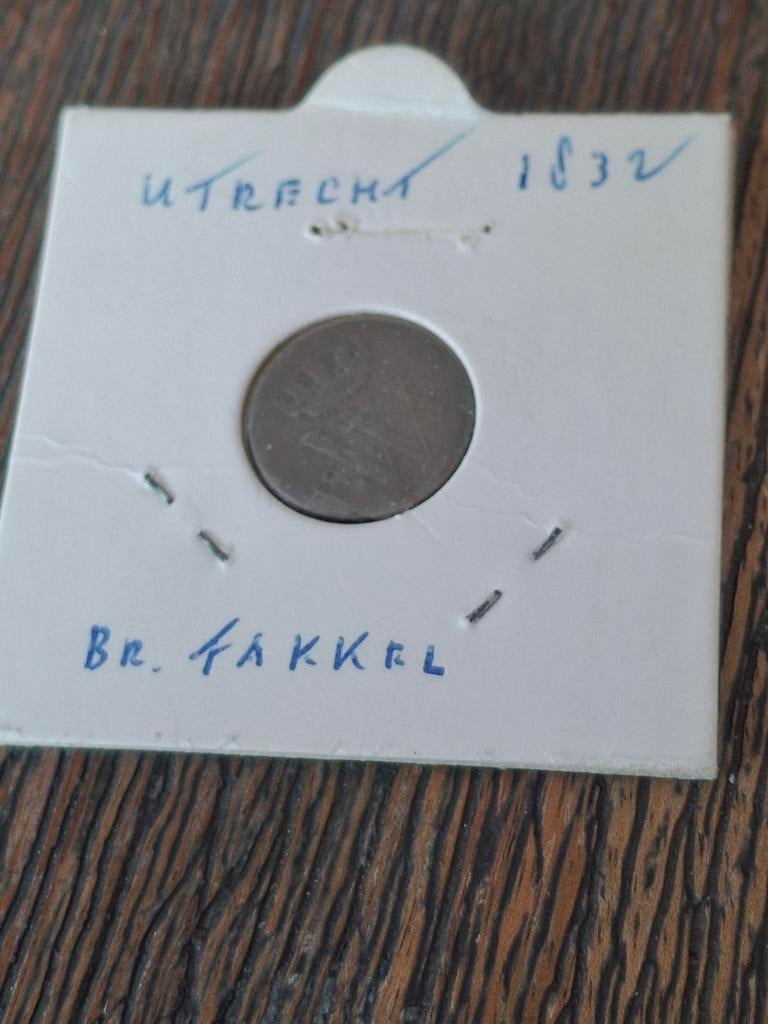 UTRECHT 1832
W
BR. FAKKEL